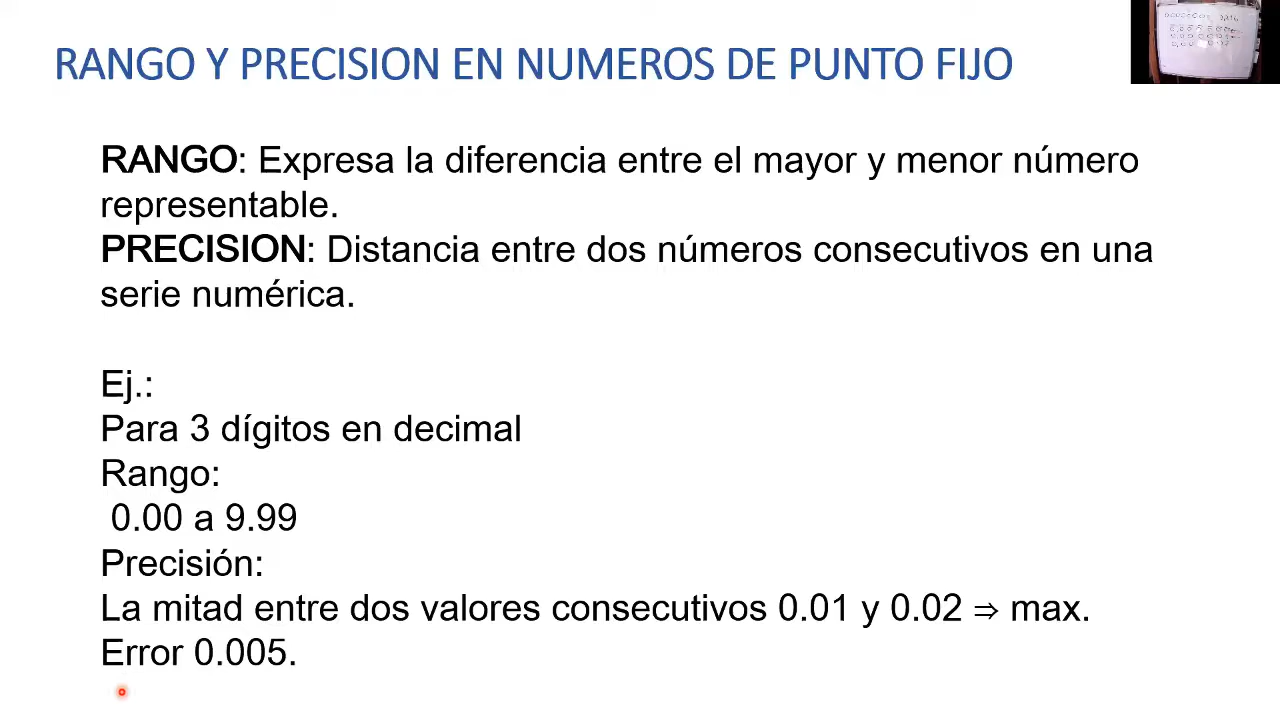 RANGO Y PRECISION EN NUMEROS DE PUNTO FIJO
RANGO: Expresa la diferencia entre el mayor y menor número
representable.
PRECISION: Distancia entre dos números consecutivos en una
serie numérica.
Ej.:
Para 3 dígitos en decimal
Rango:
0.00 a 9.99
Precisión:
La mitad entre dos valores consecutivos 0.01 y 0.02 ⇒ max.
Error 0.005.